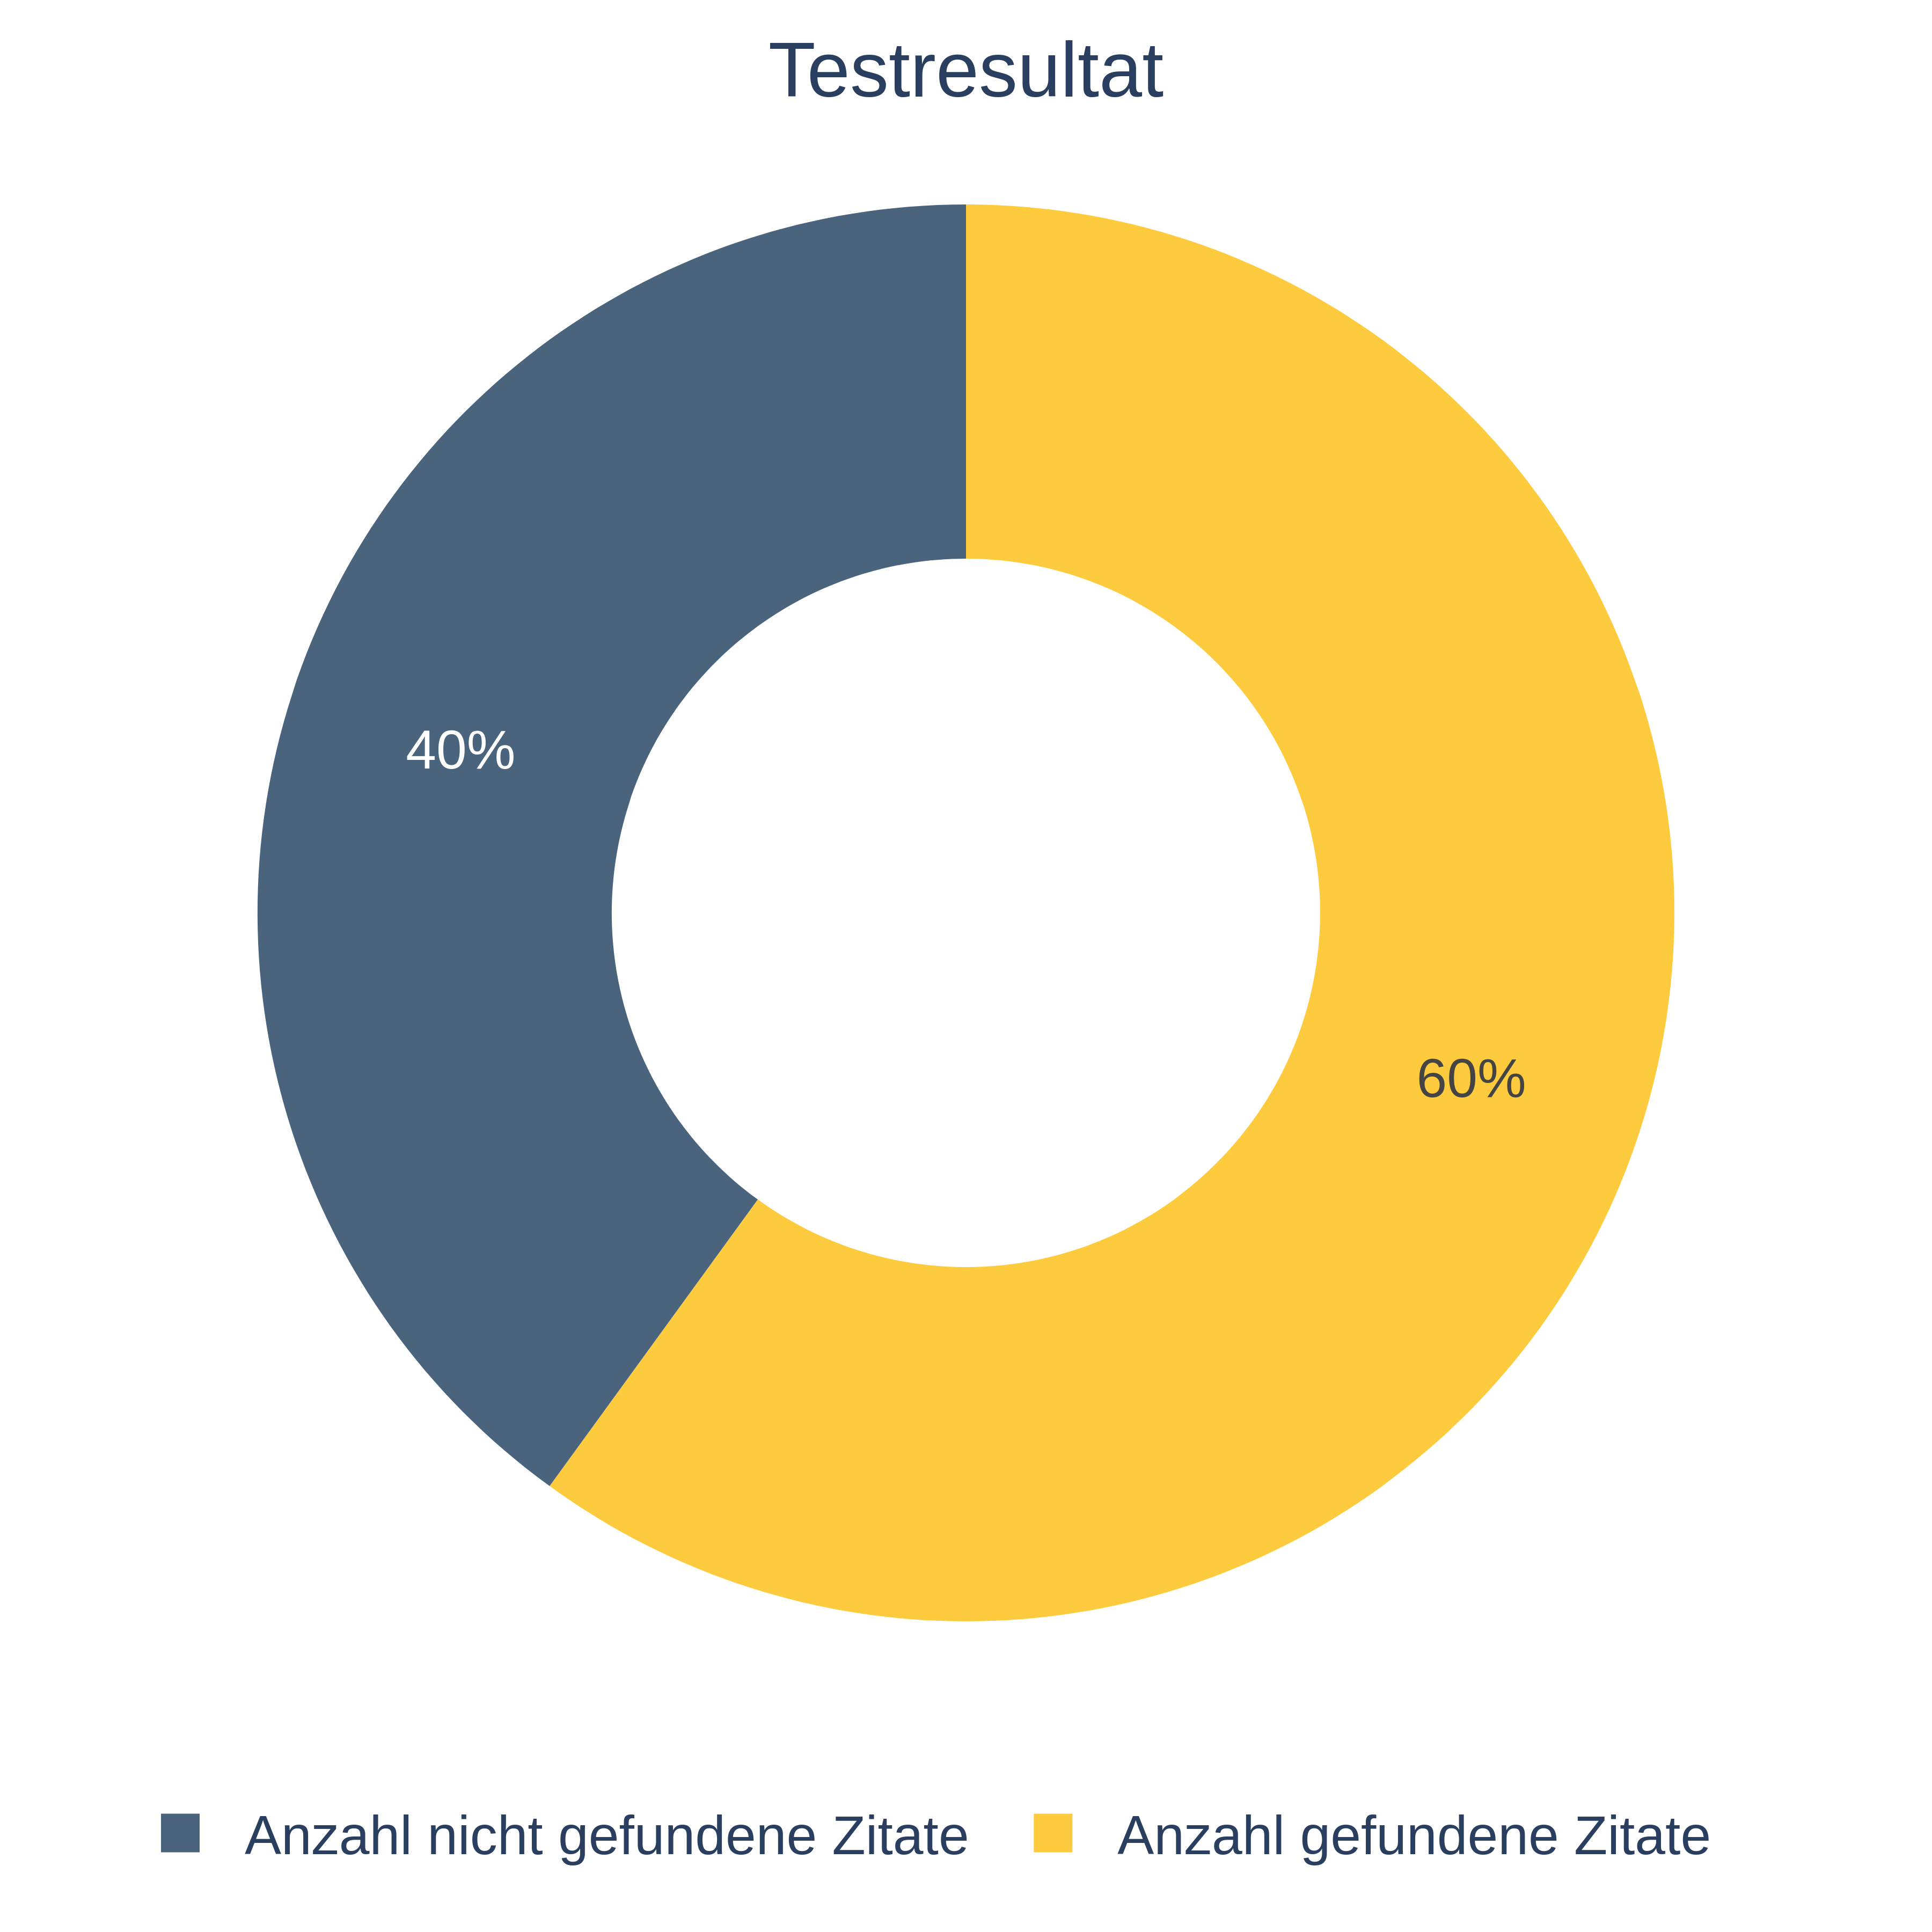 Testresultat
40%
60%
Anzahl nicht gefundene Zitate
Anzahl gefundene Zitate